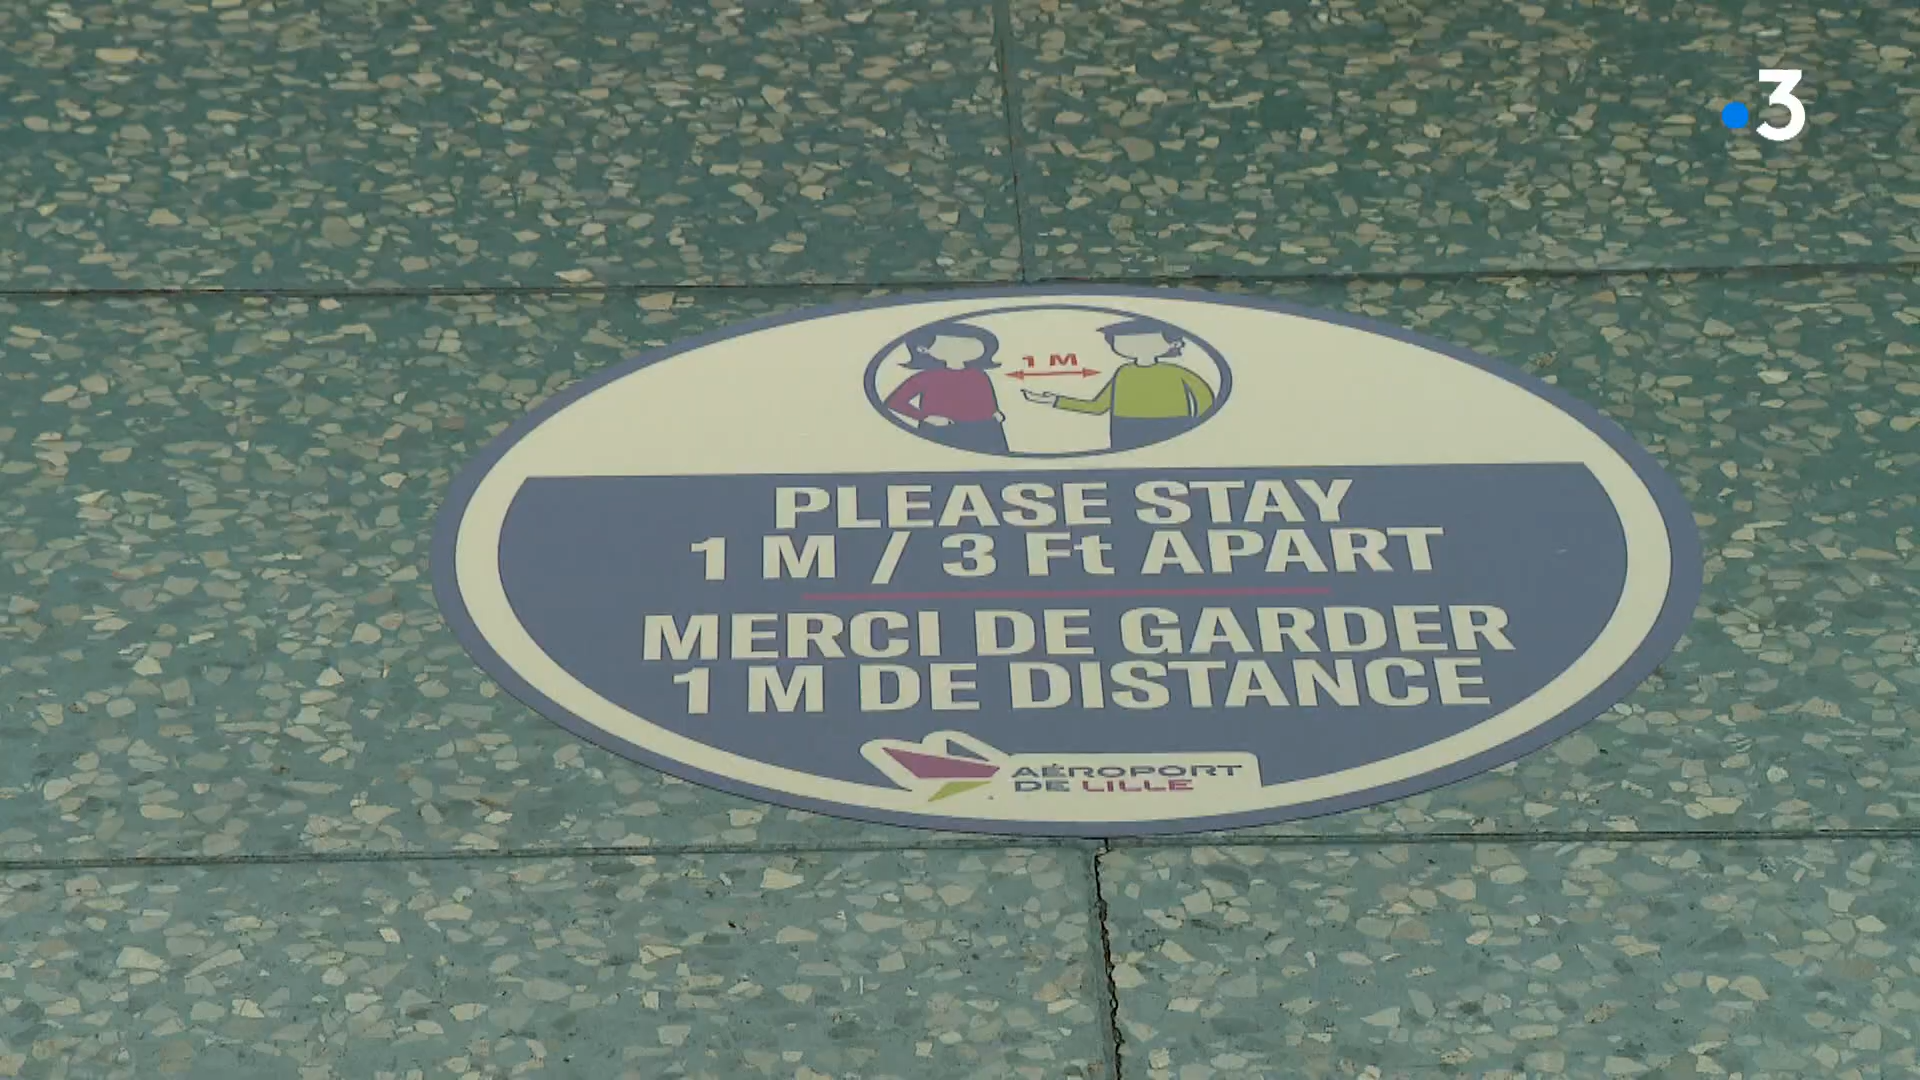 3
1 M
PLEASE STAY
1 M / 3 Ft APART
MERCI DE GARDER
1 M DE DISTANCE
AÉROPORT
DE LILLE